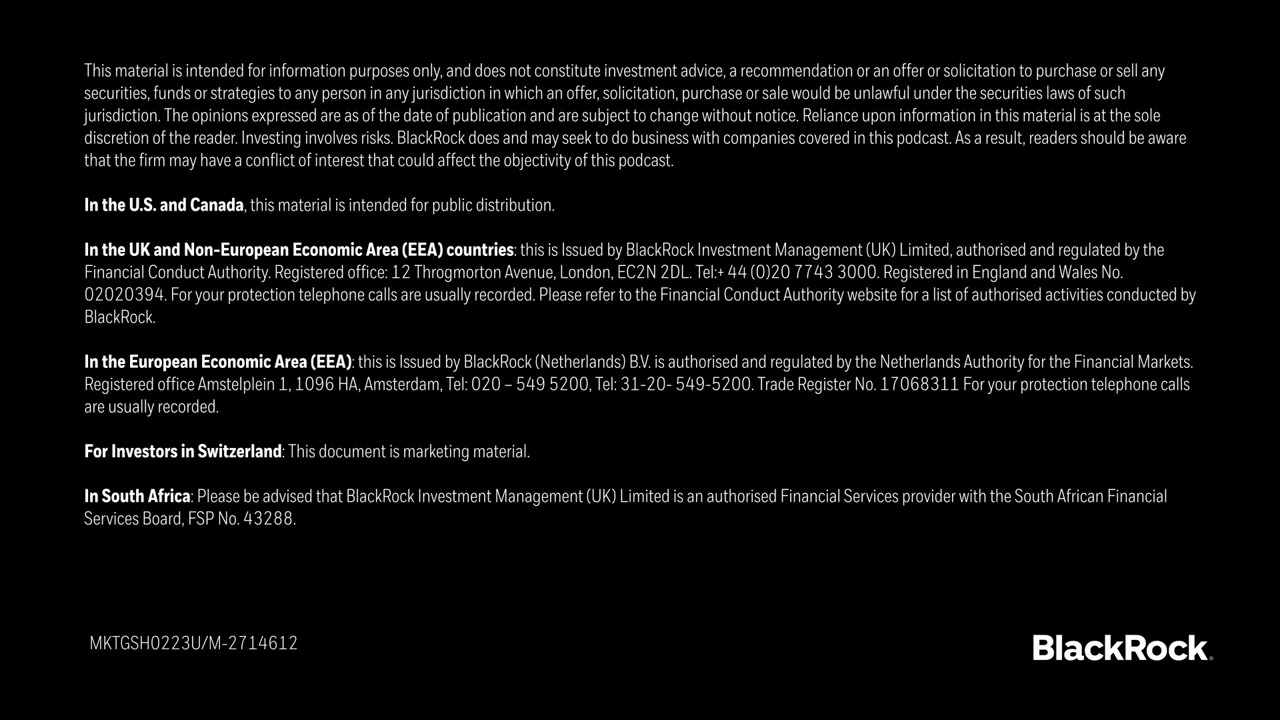 This material is intended for information purposes only, and does not constitute investment advice, a recommendation or an offer or solicitation to purchase or sell any
securities, funds or strategies to any person in any jurisdiction in which an offer, solicitation, purchase or sale would be unlawful under the securities laws of such
jurisdiction. The opinions expressed are as of the date of publication and are subject to change without notice. Reliance upon information in this material is at the sole
discretion of the reader. Investing involves risks. BlackRock does and may seek to do business with companies covered in this podcast. As a result, readers should be aware
that the firm may have a conflict of interest that could affect the objectivity of this podcast.
In the U.S. and Canada, this material is intended for public distribution.
In the UK and Non-European Economic Area (EEA) countries: this is Issued by BlackRock Investment Management (UK) Limited, authorised and regulated by the
Financial Conduct Authority. Registered office: 12 Throgmorton Avenue, London, EC2N 2DL. Tel:+ 44 (0)20 7743 3000. Registered in England and Wales No.
02020394. For your protection telephone calls are usually recorded. Please refer to the Financial Conduct Authority website for a list of authorised activities conducted by
BlackRock.
In the European Economic Area (EEA): this is Issued by BlackRock (Netherlands) B.V. is authorised and regulated by the Netherlands Authority for the Financial Markets.
Registered office Amstelplein 1, 1096 HA, Amsterdam, Tel: 020 – 549 5200, Tel: 31-20- 549-5200. Trade Register No. 17068311 For your protection telephone calls
are usually recorded.
For Investors in Switzerland: This document is marketing material.
In South Africa: Please be advised that BlackRock Investment Management (UK) Limited is an authorised Financial Services provider with the South African Financial
Services Board, FSP No. 43288.
MKTGSH0223U/M-2714612
BlackRock®